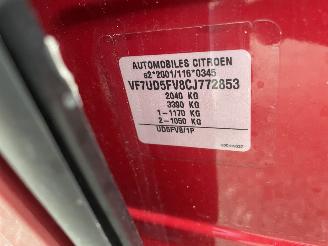 AUTOMOBILES CITROEN
e2*2001/116*0345
VF7UD5FV8CJ772853
2040 KG
3390 KG
1-1170 KG
2-1050 KG
UD5FV8/1P